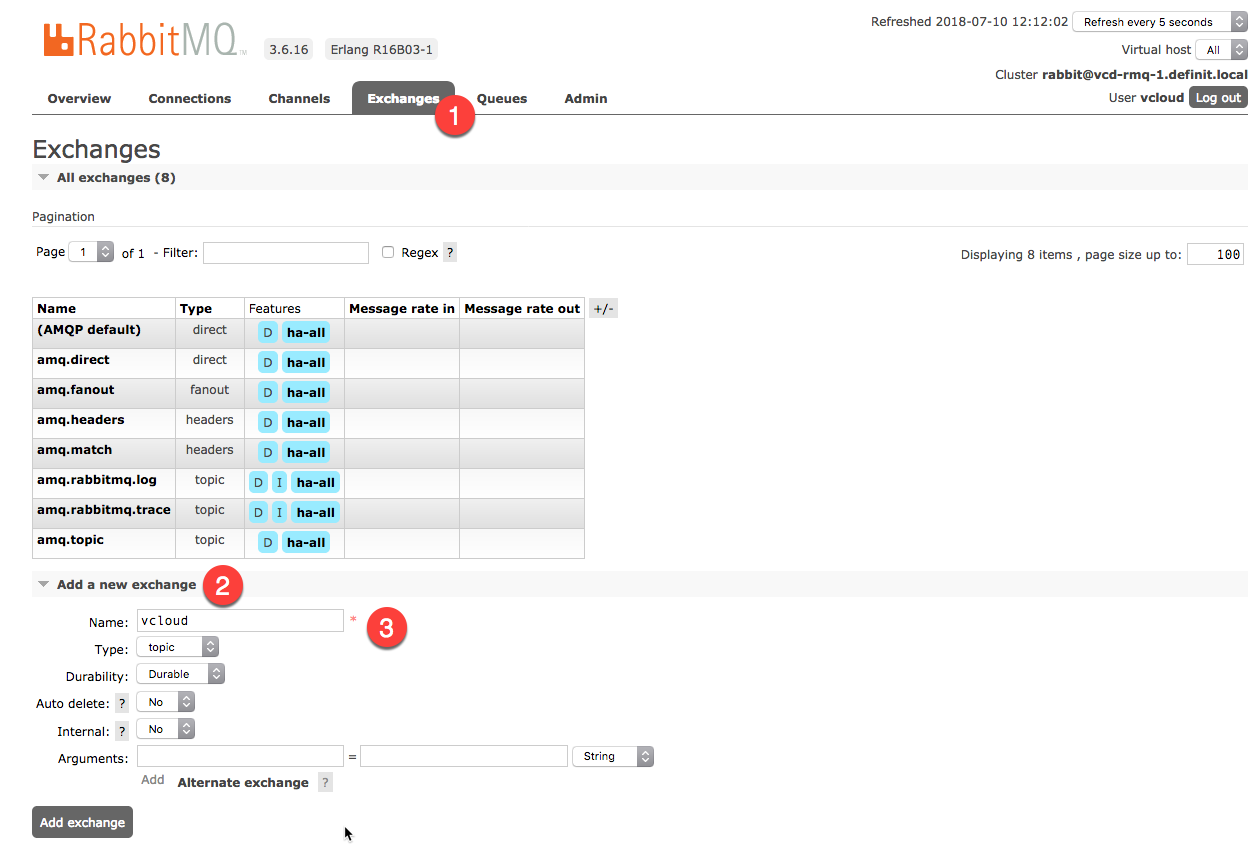 RabbitMQ TM 3.6.16 Erlang R16B03-1
Refreshed 2018-07-10 12:12:02 Refresh every 5 seconds
Virtual host All
Cluster rabbit@vcd-rmq-1.definit.local
User vcloud Log out
Overview Connections Channels Exchanges Queues Admin
1
Exchanges
All exchanges (8)
Pagination
Page 1 of 1 - Filter: Regex ? Displaying 8 items , page size up to: 100
Name Type Features Message rate in Message rate out +/-
(AMQP default) direct D ha-all
amq.direct direct D ha-all
amq.fanout fanout D ha-all
amq.headers headers D ha-all
amq.match headers D ha-all
amq.rabbitmq.log topic D I ha-all
amq.rabbitmq.trace topic D I ha-all
amq.topic topic D ha-all
Add a new exchange 2
Name: vcloud * 3
Type: topic
Durability: Durable
Auto delete: ? No
Internal: ? No
Arguments: = String
Add Alternate exchange ?
Add exchange